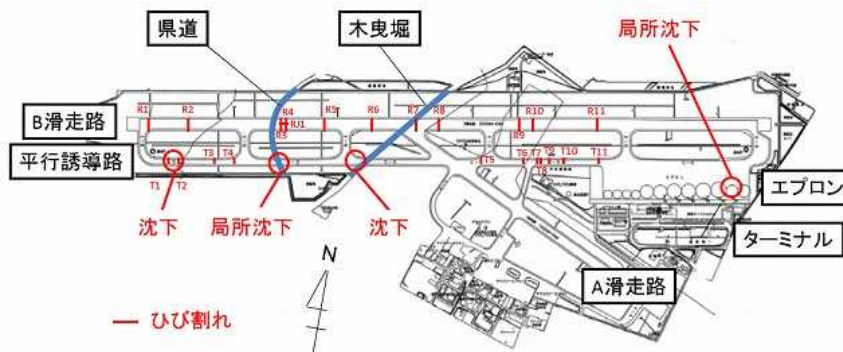 県道
木曳堀
局所沈下
B滑走路
平行誘導路
R1
R2
R4
RJ1
R3
R5
R6
R7
R8
R10
R9
R11
T3
T4
T1
T2
T5
T6
T7
T9
T8
T10
T11
沈下
局所沈下
沈下
エプロン
ターミナル
A滑走路
N
ひび割れ